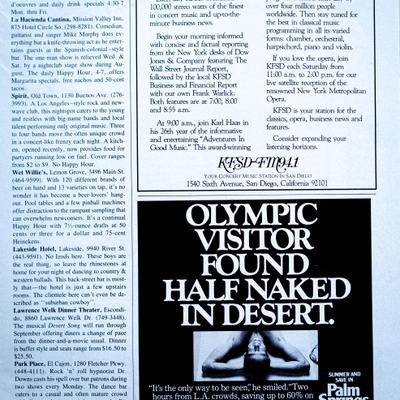 d'oeuvres and daily drink specials 4:30-7
Mon. thru Fri.
La Hacienda Cantina, Mission Valley Inn,
875 Hotel Circle So. (298-8281). Comedian,
guitarist and singer Mike Murphy does ev-
erything but a knife-throwing act as he enter-
tains guests at the Spanish-colonial-style
bar. The one-man show is relieved Wed. &
Sat. by a nightclub stage show during
August. The daily Happy Hour, 4-7, offers
Margarita specials, free nachos and 50-cent
tacos.
Spirit, Old Town, 1130 Buenos Ave. (276-
3993). A Los Angeles-style rock and new-
wave club, this nightspot caters to the young
and restless with big-name bands and local
talent performing only original music. Three
to four bands move the often unique crowd
in a concert-like frenzy each night. A kitch-
en, opened recently, now provides food for
partyers running low on fuel. Cover ranges
from $2 to $9. No Happy Hour.
Wet Willie's, Lemon Grove, 3496 Main St.
(464-9599). With 120 different brands of
beer on hand and 13 varieties on tap, it's no
wonder it has become a beer-lovers' hang-
out. Pool tables and a few pinball machines
offer distraction to the rampant sampling that
can overwhelm newcomers. It's a continual
Happy Hour with 7½-ounce drafts at 50
cents or three for a dollar and 75-cent
Heinekens.
Lakeside Hotel, Lakeside, 9940 River St.
(443-9591). No Izods here. These boys are
the real thing, so leave the rhinestones at
home for your night of dancing to country &
western ballads. This back-street bar is most-
ly that—the hotel is just a few upstairs
rooms. The clientele here can't even be de-
scribed as "suburban cowboy".
Lawrence Welk Dinner Theater, Escondi-
do, 8860 Lawrence Welk Dr. (749-3448).
The musical Desert Song will run through
September offering diners a change of pace
from the dinner-and-a-movie usual. Dinner
is buffet style and seats range from $16.50 to
$25.50.
Park Place, El Cajon, 1280 Fletcher Pkwy.
(448-4111). Rock 'n' roll hypnotist Dr.
Downs casts his spell over bar patrons during
two shows every Monday. The dance bar
caters to a casual and often mature crowd
100,000 stereo watts of the finest
in concert music and up-to-the
minute business news.
Begin your morning informed
with concise and factual reporting
from the New York desks of Dow
Jones & Company featuring The
Wall Street Journal Report,
followed by the local KFSD
Business and Financial Report
with our own Frank Warlick.
Both features are at 7:00, 8:00
and 8:55 a.m.
At 9:00 a.m., join Karl Haas in
his 26th year of the informative
and entertaining "Adventures In
Good Music." This award-winning
over four million people
worldwide. Then stay tuned
for the best in classical music
programming in all its varied
forms: chamber, orchestral,
harpsichord, piano and violin.
If you love the opera, join
KFSD each Saturday from
11:00 a.m. to 2:00 p.m. for our
live satellite reception of the
renowned New York Metropolitan
Opera.
KFSD is your station for the
classics, opera, business news and
features.
Consider expanding your
listening horizons.
KFSD-FM94.1
YOUR CONCERT MUSIC STATION IN SAN DIEGO
1540 Sixth Avenue, San Diego, California 92101
OLYMPIC
VISITOR
FOUND
HALF NAKED
IN DESERT.
"It's the only way to be seen," he smiled. "Two
hours from L.A. crowds, saving up to 60% on
SUMMER AND
SAVE IN
Palm
Springs